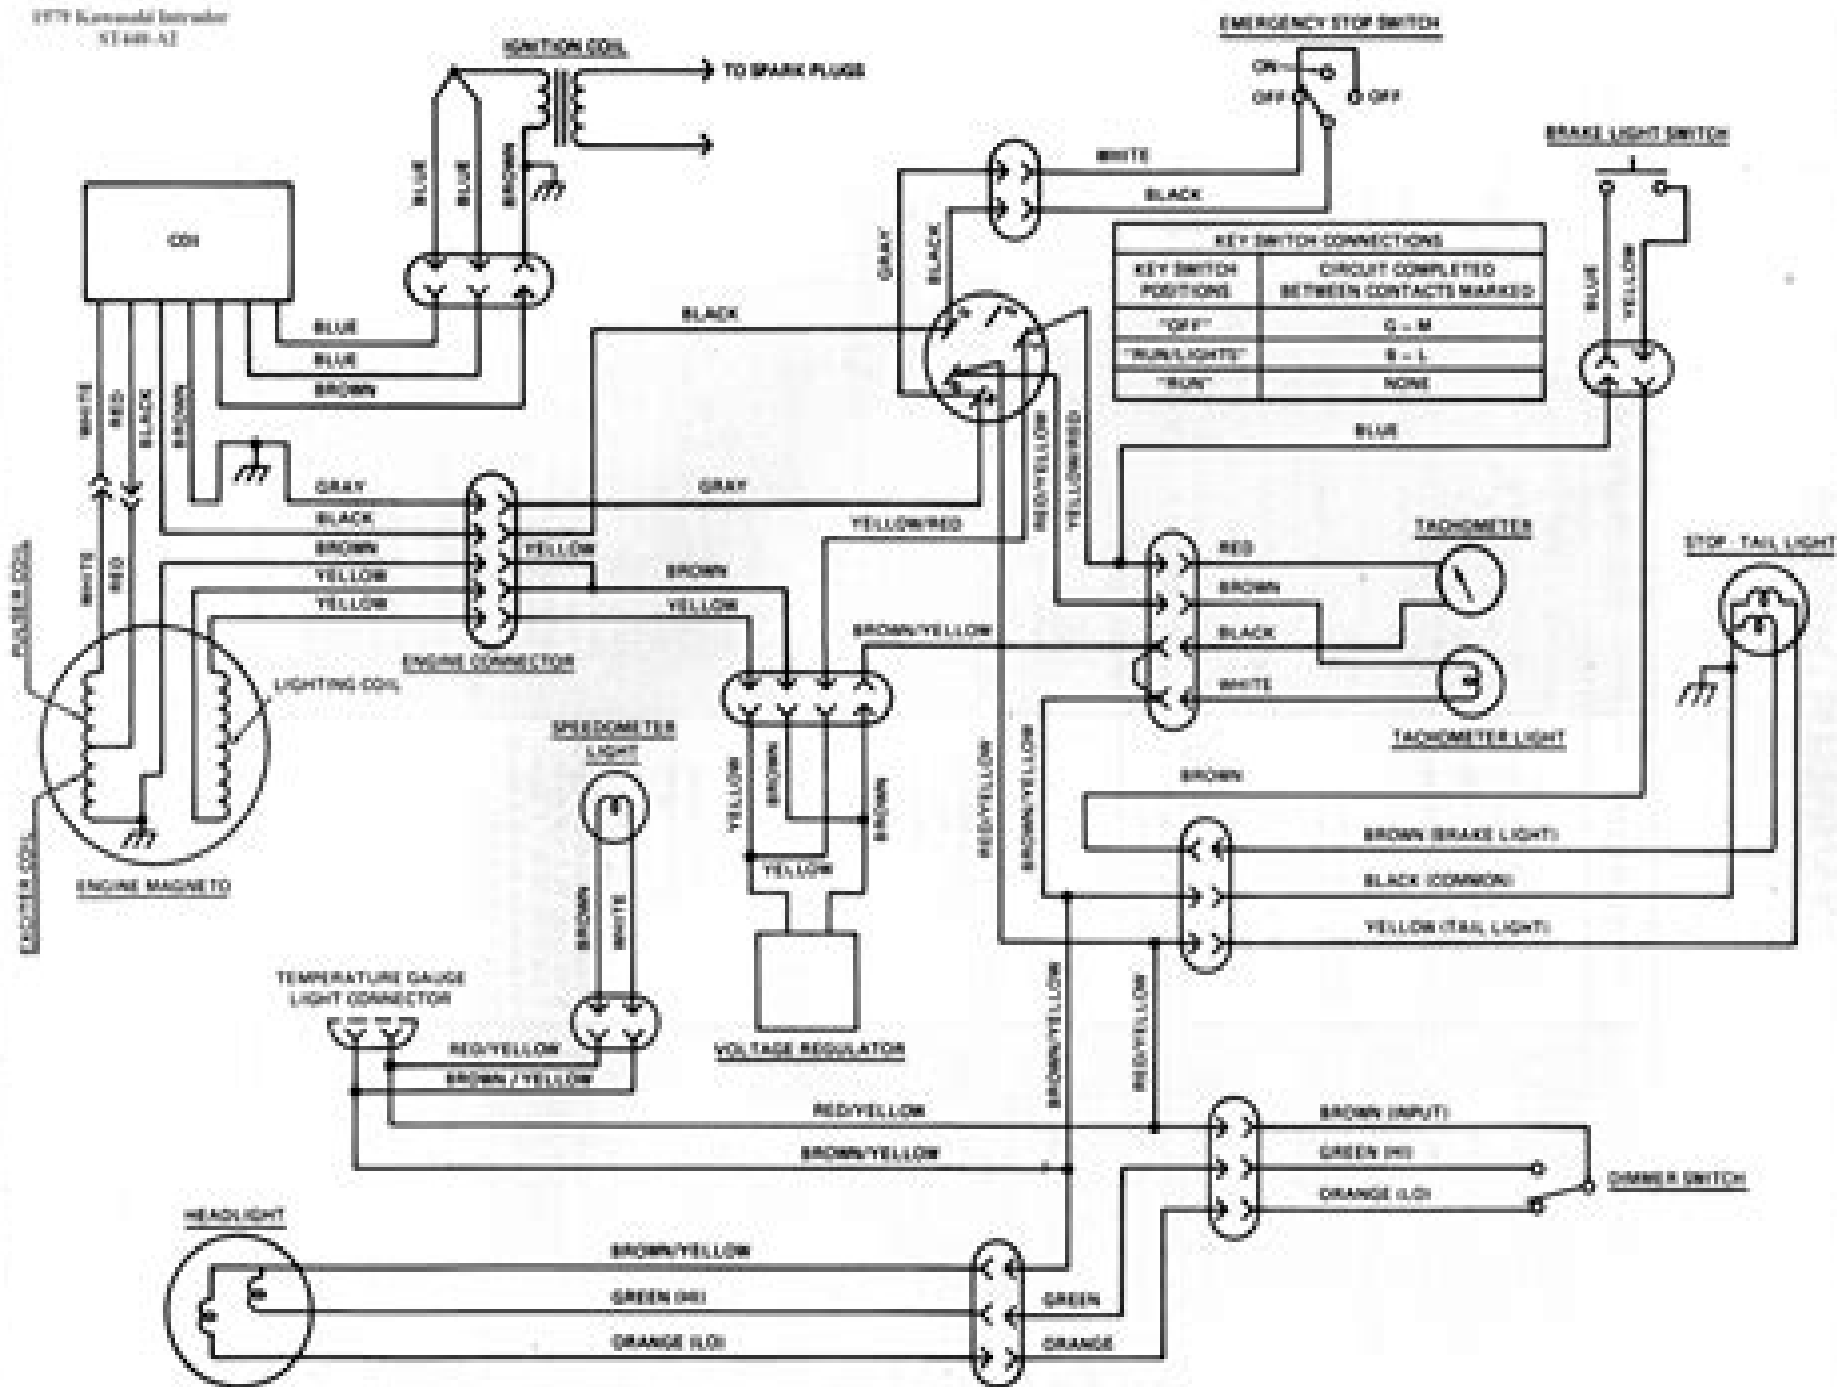 1979 Kawasaki Intruder
IGNITION COIL
TO SPARK PLUGS
EMERGENCY STOP SWITCH
ON
OFF
OFF
BRAKE LIGHT SWITCH
WHITE
BLACK
BLUE
BLUE
BROWN
CDI
GRAY
BLACK
KEY SWITCH CONNECTIONS
KEY SWITCH POSITIONS
CIRCUIT COMPLETED BETWEEN CONTACTS MARKED
"OFF"
G - M
"RUN/LIGHTS"
B - L
"RUN"
NONE
BLUE
YELLOW
BLUE
BLUE
BROWN
BLACK
WHITE
RED
BLACK
BROWN
BLUE
RED/YELLOW
YELLOW/RED
GRAY
BLACK
BROWN
YELLOW
YELLOW
GRAY
YELLOW
BROWN
YELLOW
YELLOW/RED
BROWN/YELLOW
ENGINE CONNECTOR
WHITE
RED
PULSER COIL
LIGHTING COIL
EXCITER COIL
ENGINE MAGNETO
RED
BROWN
BLACK
WHITE
TACHOMETER
TACHOMETER LIGHT
STOP - TAIL LIGHT
SPEEDOMETER
LIGHT
BROWN
WHITE
YELLOW
BROWN
BROWN
YELLOW
VOLTAGE REGULATOR
RED/YELLOW
BROWN/YELLOW
BROWN
BROWN (BRAKE LIGHT)
BLACK (COMMON)
YELLOW (TAIL LIGHT)
TEMPERATURE GAUGE
LIGHT CONNECTOR
RED/YELLOW
BROWN / YELLOW
RED/YELLOW
BROWN/YELLOW
BROWN/YELLOW
RED/YELLOW
BROWN (INPUT)
GREEN (HI)
ORANGE (LO)
DIMMER SWITCH
HEADLIGHT
BROWN/YELLOW
GREEN (HI)
ORANGE (LO)
GREEN
ORANGE